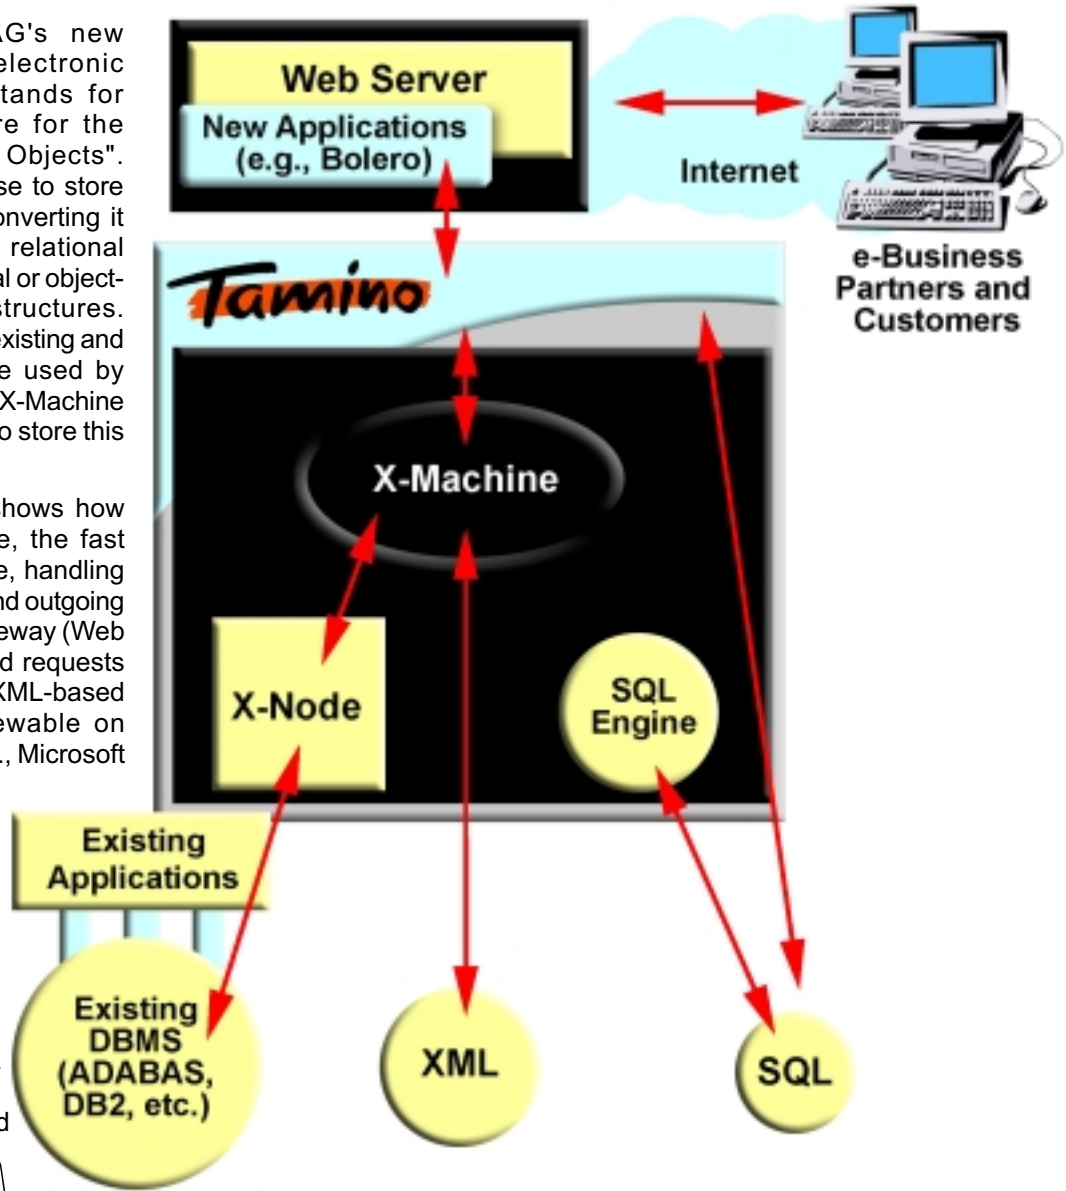 AG's new
electronic
tands for
re for the
Objects".
se to store
onverting it
relational
al or object-
structures.
existing and
e used by
X-Machine
o store this
shows how
e, the fast
e, handling
nd outgoing
eway (Web
d requests
XML-based
ewable on
., Microsoft
d
Web Server
New Applications
(e.g., Bolero)
Internet
e-Business
Partners and
Customers
Tamino
X-Machine
X-Node
SQL
Engine
Existing
Applications
Existing
DBMS
(ADABAS,
DB2, etc.)
XML
SQL